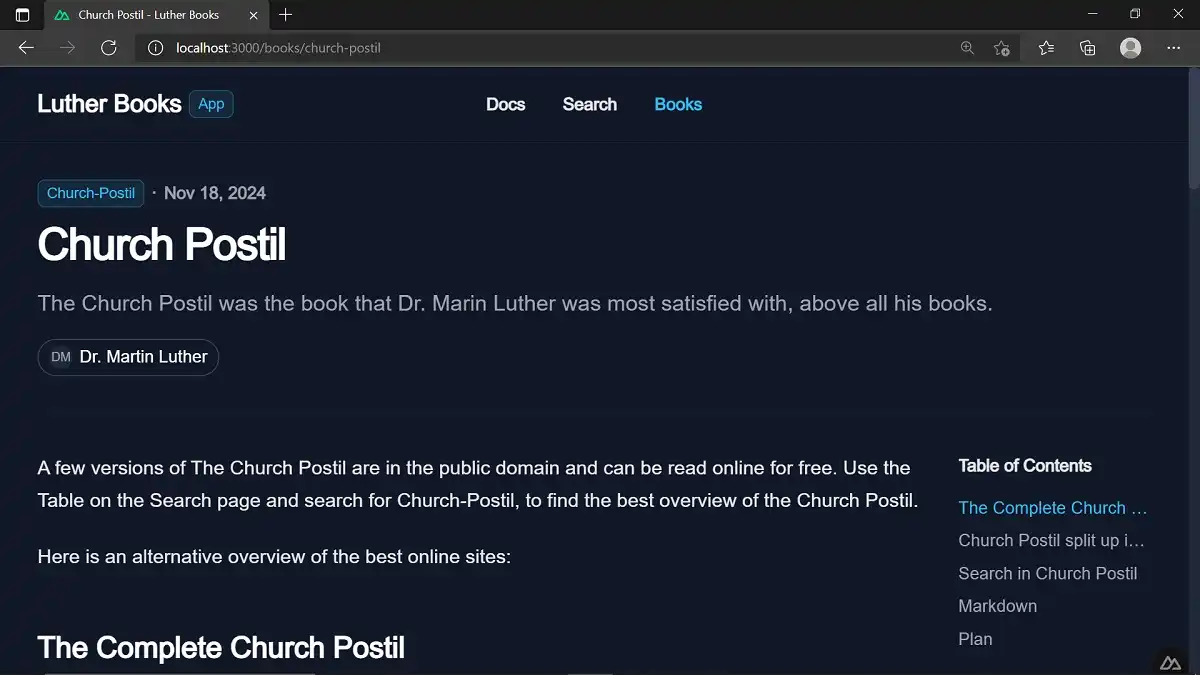 Church Postil - Luther Books
localhost:3000/books/church-postil
Luther Books App
Docs Search Books
Church-Postil · Nov 18, 2024
Church Postil
The Church Postil was the book that Dr. Marin Luther was most satisfied with, above all his books.
DM Dr. Martin Luther
A few versions of The Church Postil are in the public domain and can be read online for free. Use the
Table on the Search page and search for Church-Postil, to find the best overview of the Church Postil.
Here is an alternative overview of the best online sites:
The Complete Church Postil
Table of Contents
The Complete Church …
Church Postil split up i…
Search in Church Postil
Markdown
Plan